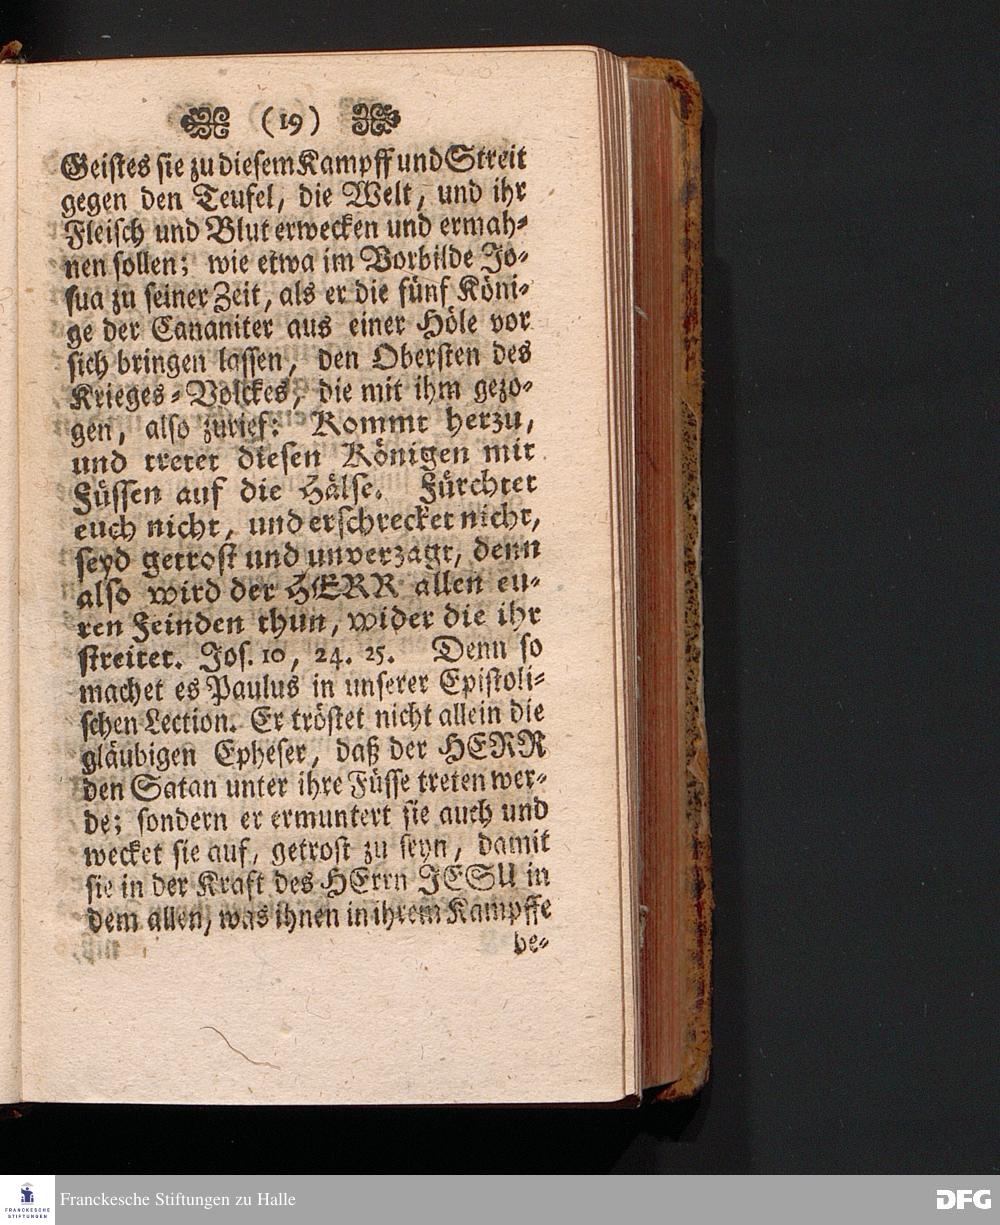 (19)
Geistes sie zu diesem Kampff und Streit
gegen den Teufel, die Welt, und ihr
Fleisch und Blut erwecken und ermah-
nen sollen; wie etwa im Vorbilde Jo-
sua zu seiner Zeit, als er die fünf Köni-
ge der Cananiter aus einer Höle vor
sich bringen lassen, den Obersten des
Krieges-Volckes, die mit ihm gezo-
gen, also zurief: Kommt herzu,
und tretet diesen Königen mit
Füssen auf die Hälse. Fürchtet
euch nicht, und erschrecket nicht,
seyd getrost und unverzagt, denn
also wird der HERR allen eu-
ren Feinden thun, wider die ihr
streitet. Jos. 10, 24. 25. Denn so
machet es Paulus in unserer Epistoli-
schen Lection. Er tröstet nicht allein die
gläubigen Epheser, daß der HERR
den Satan unter ihre Füsse treten wer-
de; sondern er ermuntert sie auch und
wecket sie auf, getrost zu seyn, damit
sie in der Kraft des HErrn JESU in
dem allen, was ihnen in ihrem Kampffe
be-
Franckesche Stiftungen zu Halle
FRANCKESCHE
STIFTUNGEN
DFG